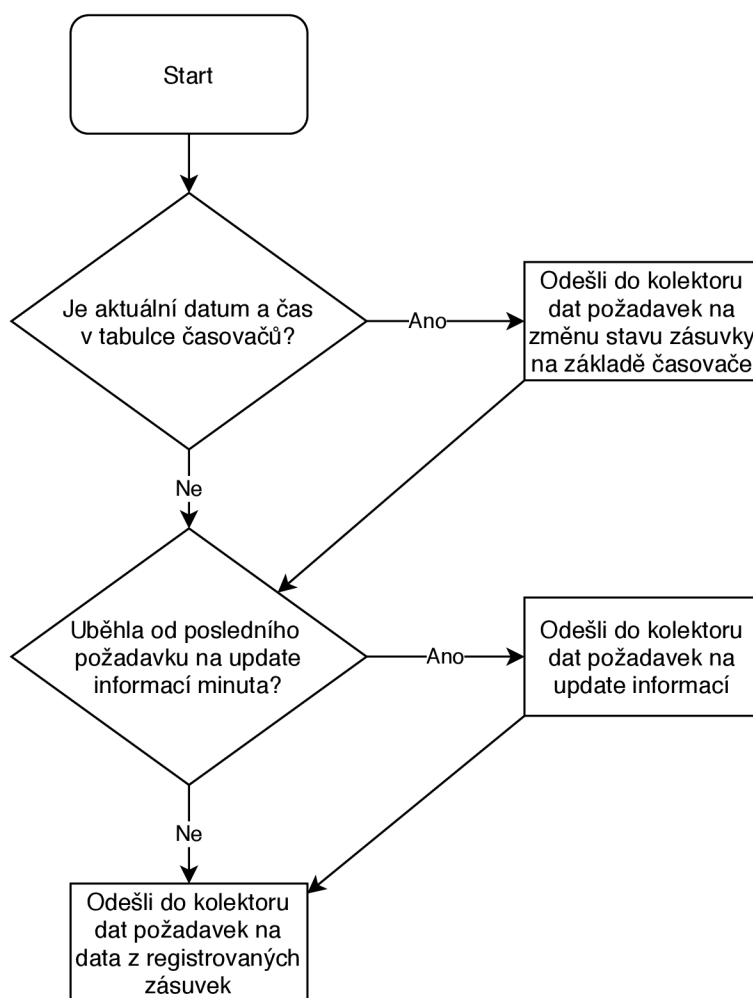 Start
Je aktuální datum a čas
v tabulce časovačů?
Ano
Odešli do kolektoru
dat požadavek na
změnu stavu zásuvky
na základě časovače
Ne
Uběhla od posledního
požadavku na update
informací minuta?
Ano
Odešli do kolektoru
dat požadavek na
update informací
Ne
Odešli do kolektoru
dat požadavek na
data z registrovaných
zásuvek